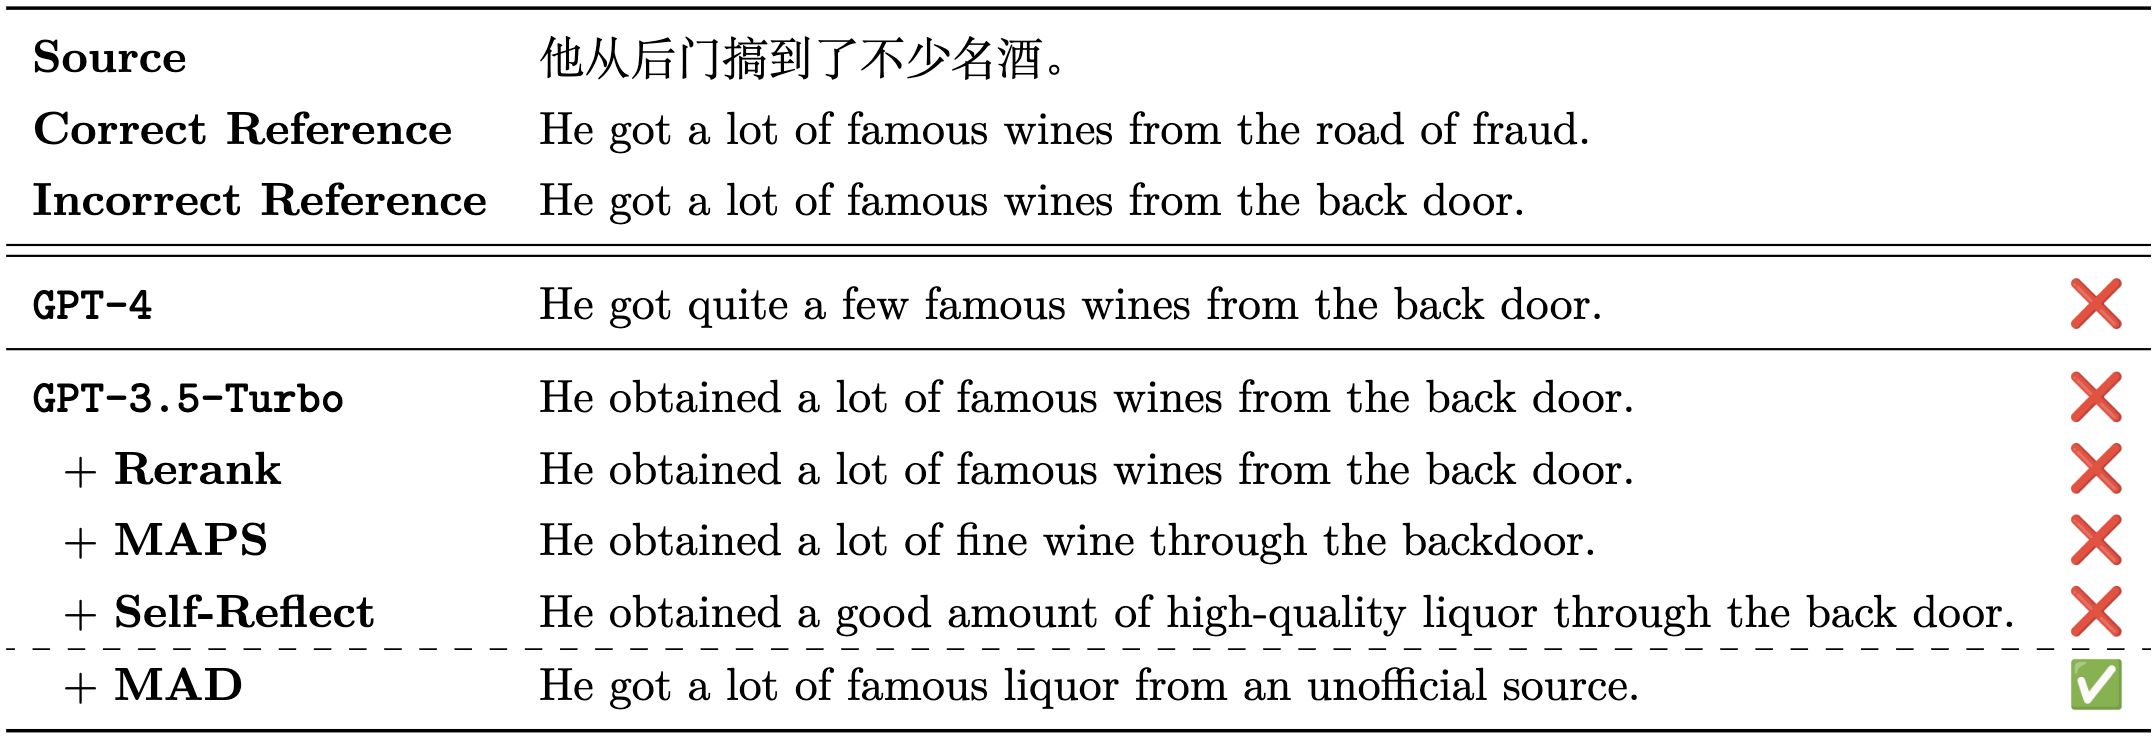 Source 他从后门搞到了不少名酒。
Correct Reference He got a lot of famous wines from the road of fraud.
Incorrect Reference He got a lot of famous wines from the back door.
GPT-4 He got quite a few famous wines from the back door. ❌
GPT-3.5-Turbo He obtained a lot of famous wines from the back door. ❌
+ Rerank He obtained a lot of famous wines from the back door. ❌
+ MAPS He obtained a lot of fine wine through the backdoor. ❌
+ Self-Reflect He obtained a good amount of high-quality liquor through the back door. ❌
+ MAD He got a lot of famous liquor from an unofficial source. ✅